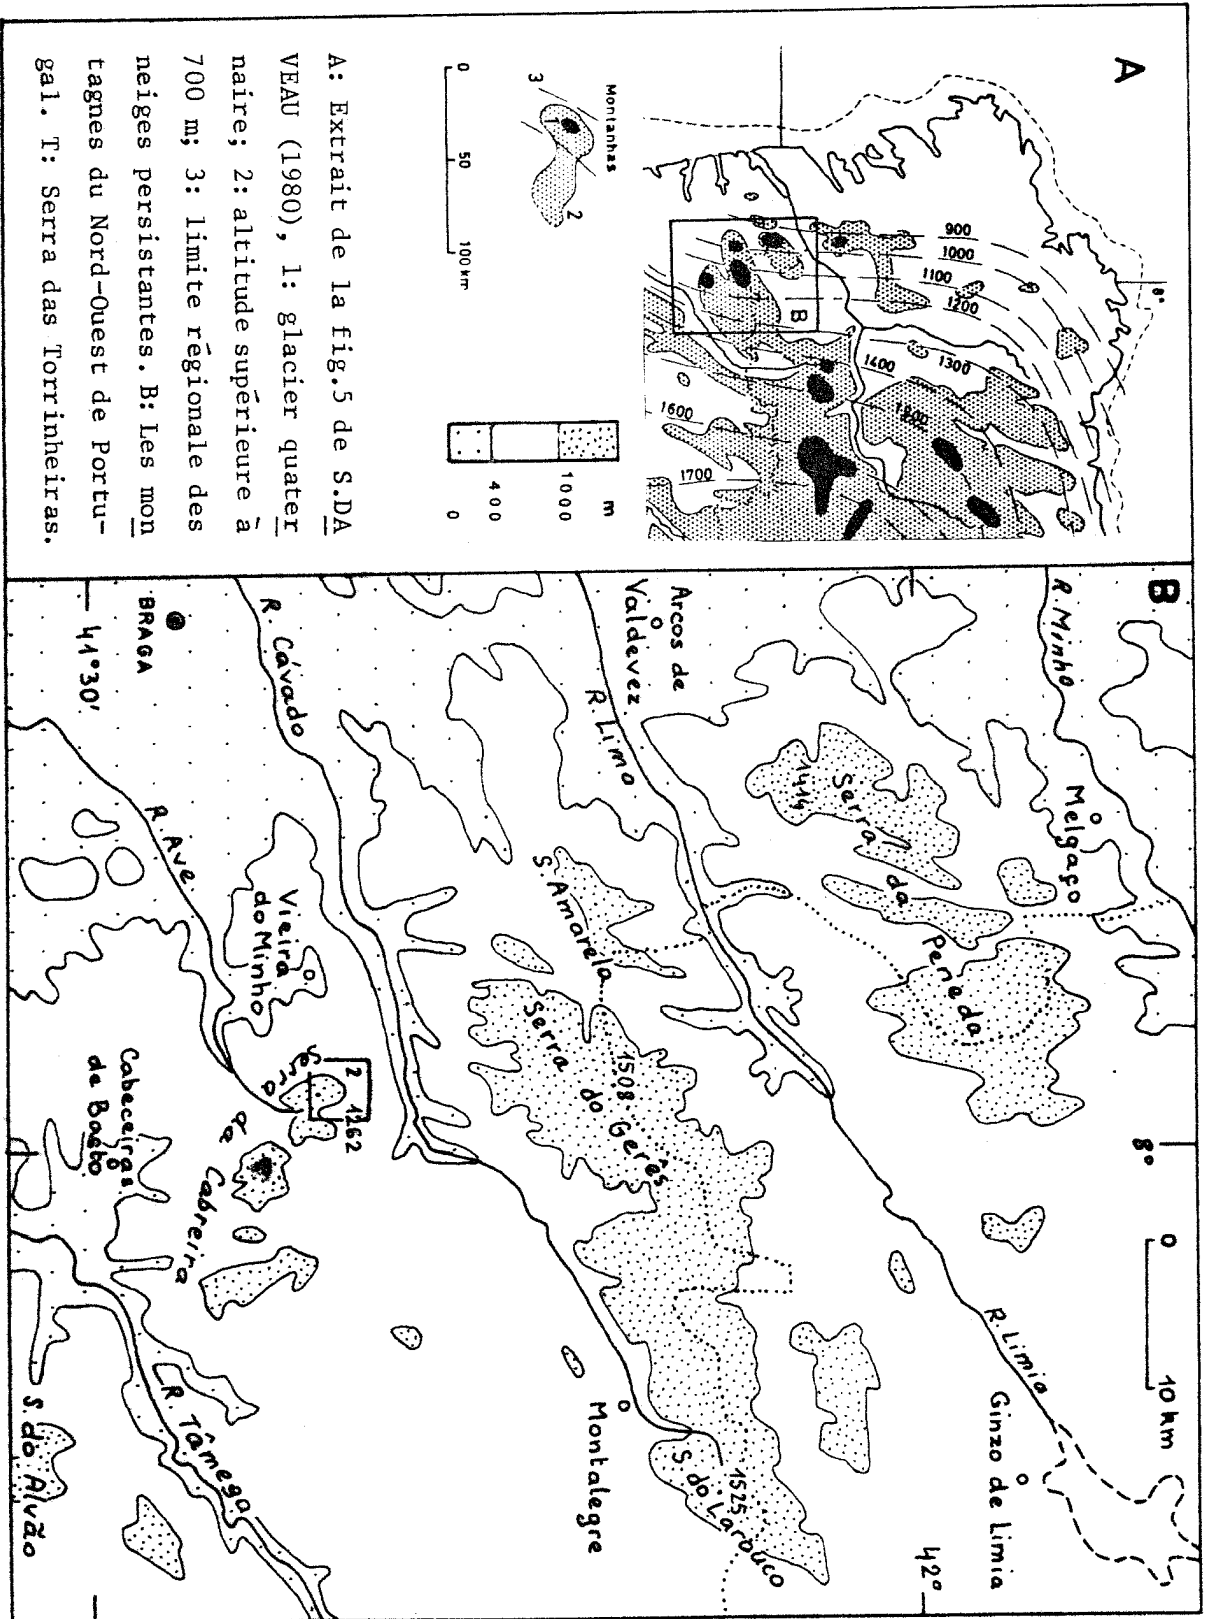 A
8°
900
1000
1100
1200
1300
1400
1600
1700
B
Montanhas
1
2
3
0
50
100 km
m
1000
400
0
A: Extrait de la fig.5 de S.DA
VEAU (1980), 1: glacier quater
naire; 2: altitude supérieure à
700 m; 3: limite régionale des
neiges persistantes. B: Les mon
tagnes du Nord-Ouest de Portu-
gal. T: Serra das Torrinheiras.
B
R. Minho
Melgaço
Serra da Peneda
1414
Arcos de
Valdevez
R. Lima
S. Amarela
Serra do Gerês
1508
R. Cávado
BRAGA
41°30'
R. Ave
Vieira
do Minho
2
1262
Serra da Cabreira
Cabeceiras
de Basto
8°
0
10 km
R. Limia
Ginzo de Limia
42°
1525
S. do Larouco
Montalegre
R. Tâmega
S. do Alvão